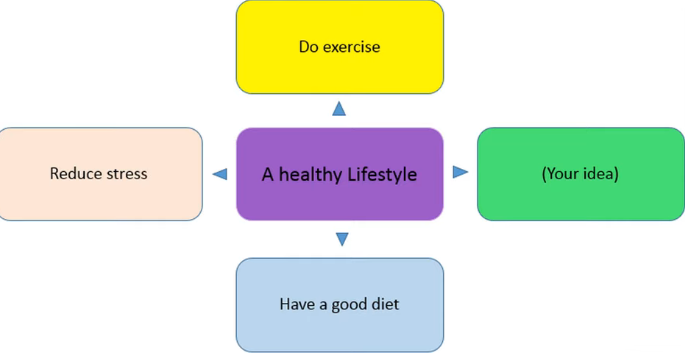 Do exercise
Reduce stress
A healthy Lifestyle
(Your idea)
Have a good diet